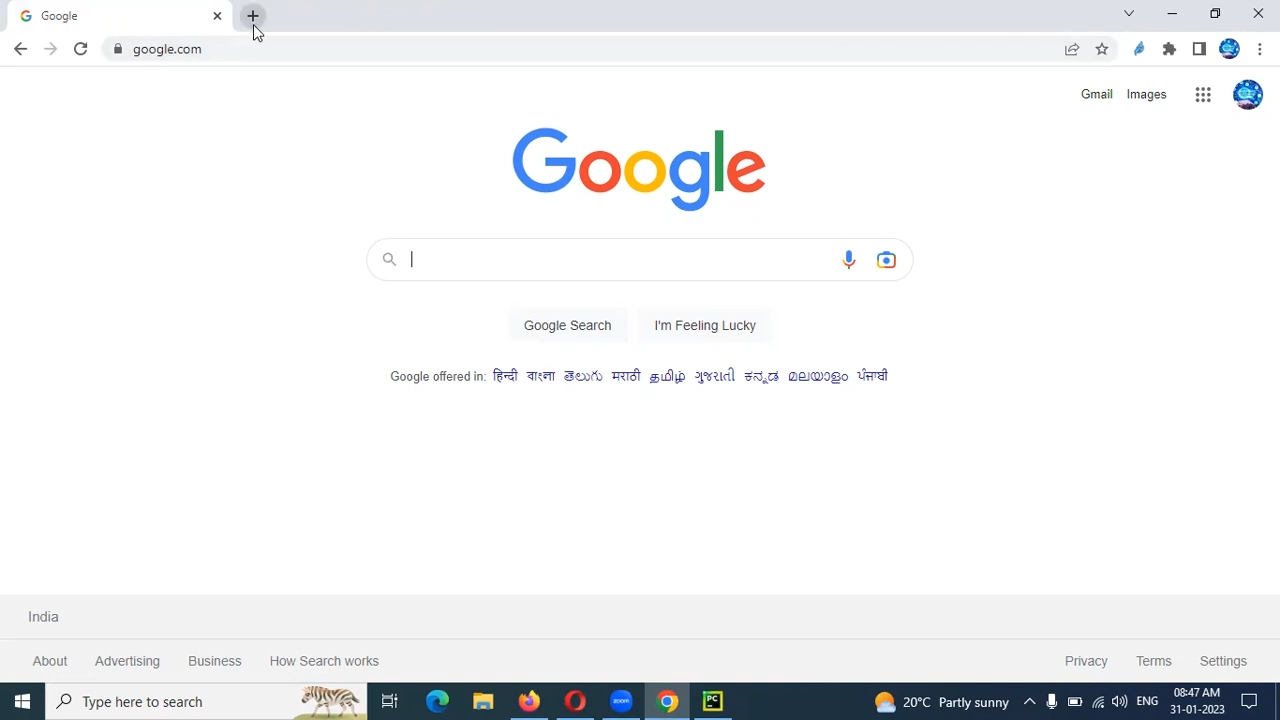 Google
google.com
Gmail Images
Google
Google Search I'm Feeling Lucky
Google offered in: हिन्दी বাংলা తెలుగు मराठी தமிழ் ગુજરાતી ಕನ್ನಡ മലയാളം ਪੰਜਾਬੀ
India
About Advertising Business How Search works Privacy Terms Settings
Type here to search zoom PC 20°C Partly sunny ENG 08:47 AM
31-01-2023